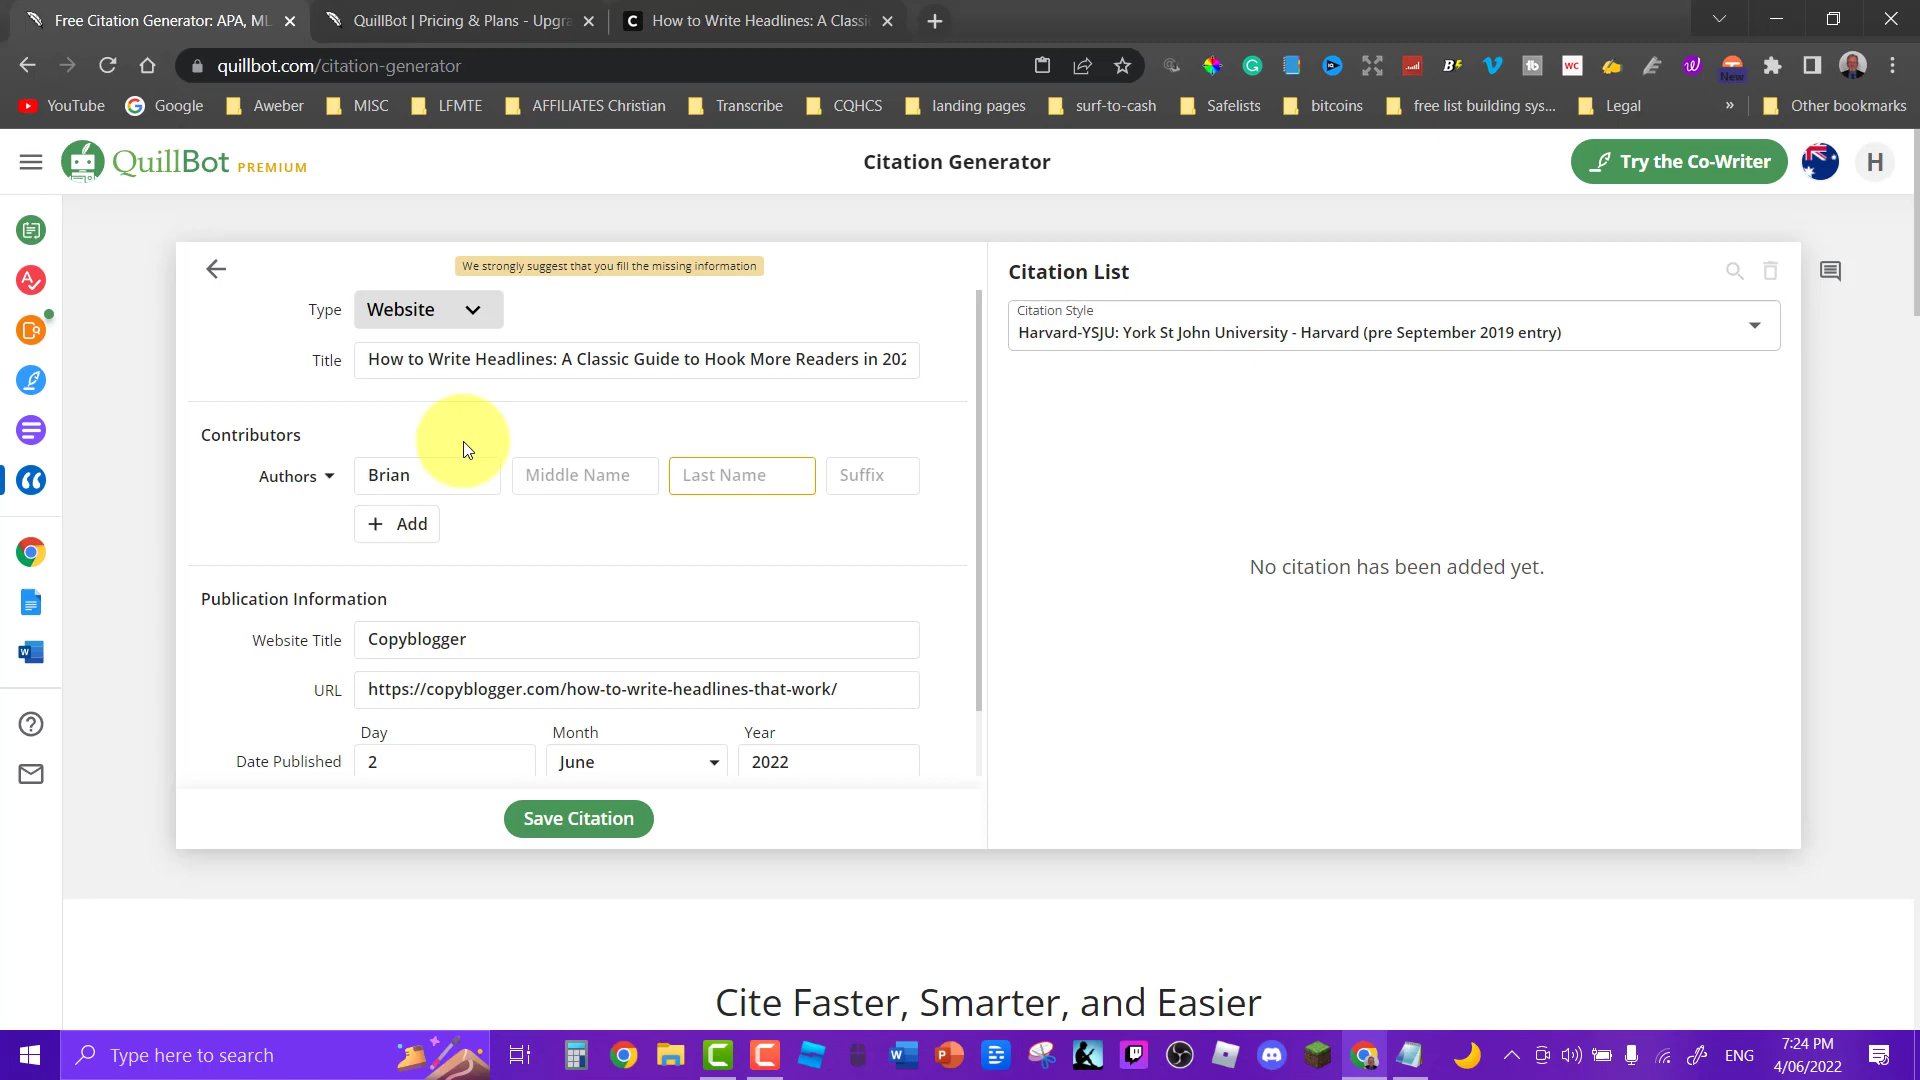 Free Citation Generator: APA, ML
QuillBot | Pricing & Plans - Upgra
C How to Write Headlines: A Classi
quillbot.com/citation-generator
New
YouTube
Google
Aweber
MISC
LFMTE
AFFILIATES Christian
Transcribe
CQHCS
landing pages
surf-to-cash
Safelists
bitcoins
free list building sys...
Legal
»
Other bookmarks
QuillBot PREMIUM
Citation Generator
Try the Co-Writer
H
We strongly suggest that you fill the missing information
Type
Website
Title
How to Write Headlines: A Classic Guide to Hook More Readers in 202
Contributors
Authors
Brian
Middle Name
Last Name
Suffix
+ Add
Publication Information
Website Title
Copyblogger
URL
https://copyblogger.com/how-to-write-headlines-that-work/
Day
Month
Year
Date Published
2
June
2022
Save Citation
Citation List
Citation Style
Harvard-YSJU: York St John University - Harvard (pre September 2019 entry)
No citation has been added yet.
Cite Faster, Smarter, and Easier
Type here to search
ENG
7:24 PM
4/06/2022